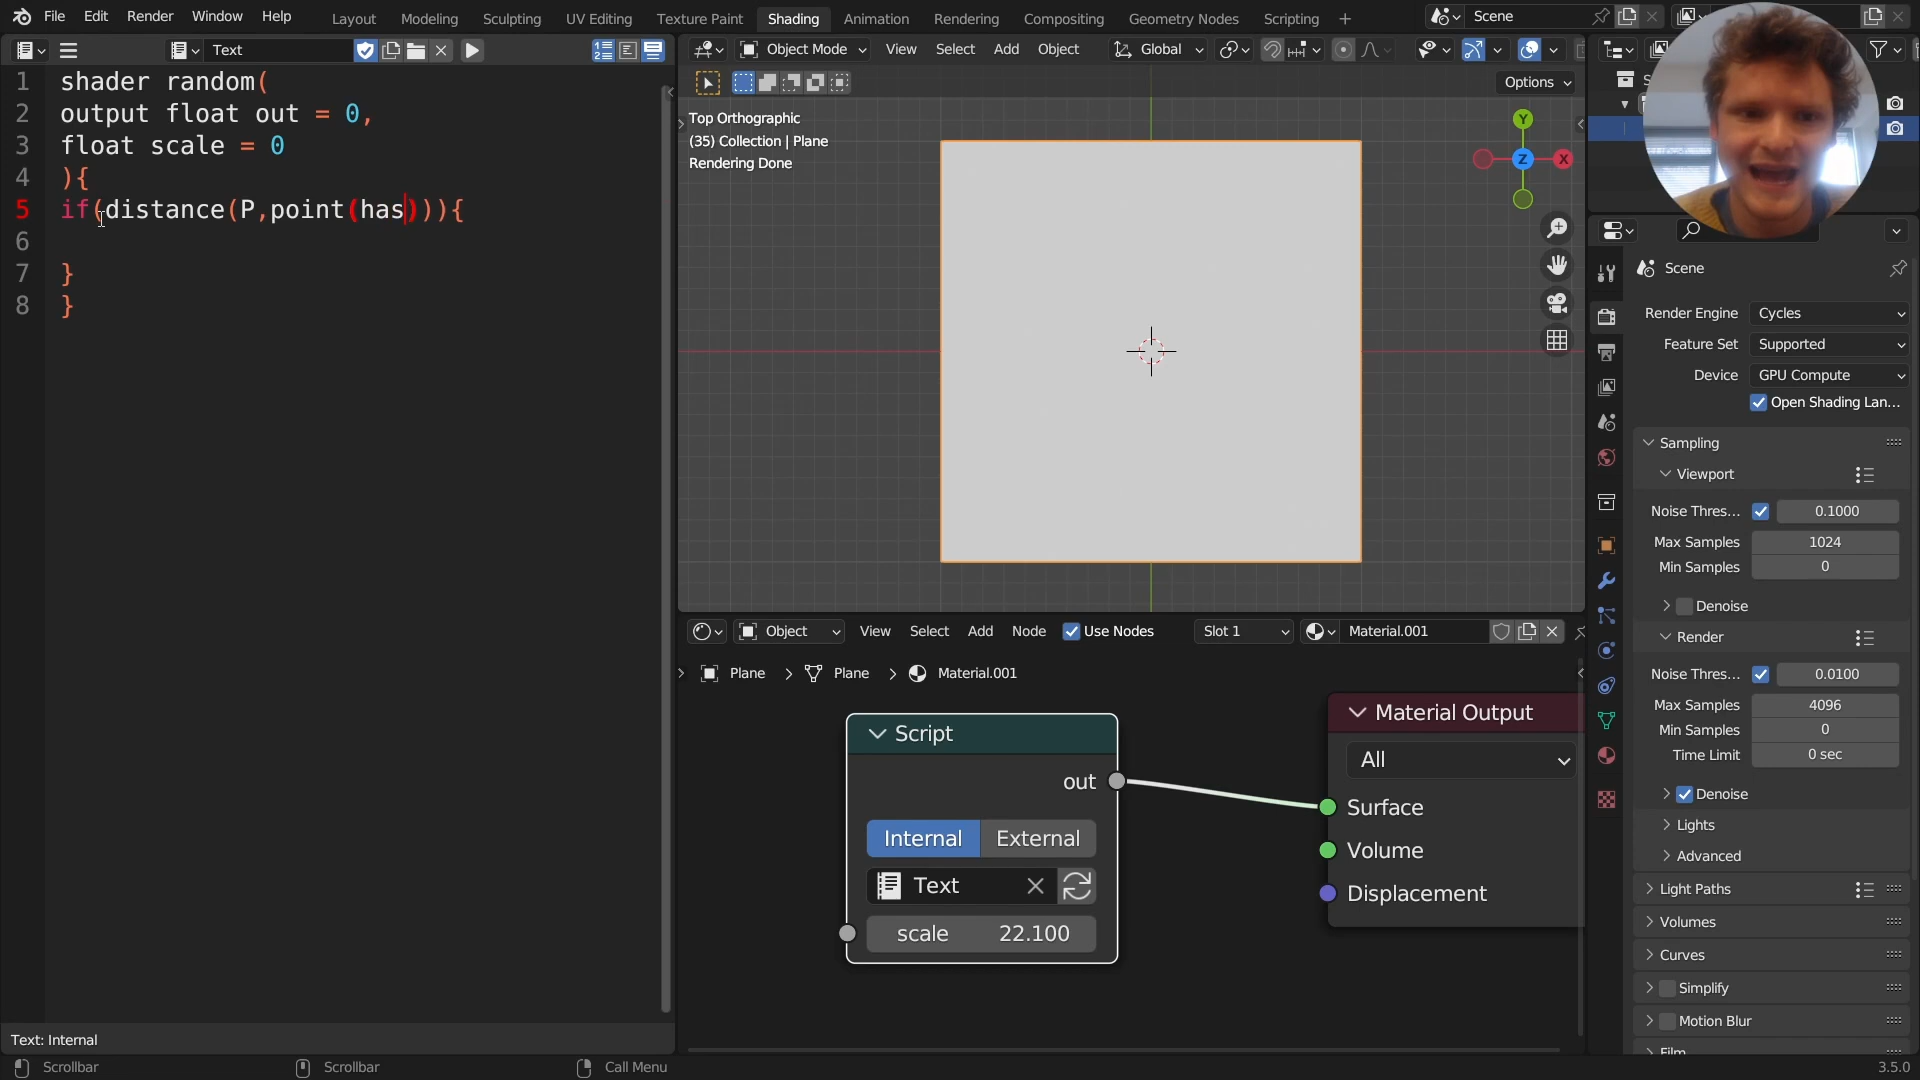 File Edit Render Window Help Layout Modeling Sculpting UV Editing Texture Paint Shading Animation Rendering Compositing Geometry Nodes Scripting + Scene
Text
Object Mode View Select Add Object Global
Options
1 shader random(
2 output float out = 0,
3 float scale = 0
4 ){
5 if(distance(P,point(has))){
6
7 }
8 }
Top Orthographic
(35) Collection | Plane
Rendering Done
Y
Z
X
Scene
Render Engine Cycles
Feature Set Supported
Device GPU Compute
Open Shading Lan...
Sampling
Viewport
Noise Thres... 0.1000
Max Samples 1024
Min Samples 0
Denoise
Render
Noise Thres... 0.0100
Max Samples 4096
Min Samples 0
Time Limit 0 sec
Denoise
Lights
Advanced
Light Paths
Volumes
Curves
Simplify
Motion Blur
Film
Object View Select Add Node Use Nodes Slot 1 Material.001
Plane Plane Material.001
Script
out
Internal External
Text
scale 22.100
Material Output
All
Surface
Volume
Displacement
Text: Internal
Scrollbar Scrollbar Call Menu 3.5.0